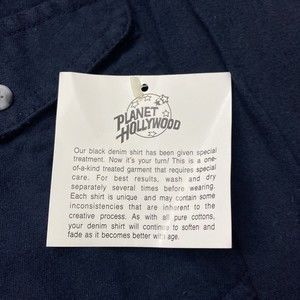 PLANET
HOLLYWOOD
Our black denim shirt has been given special
treatment. Now it's your turn! This is a one-
of-a-kind treated garment that requires special
care. For best results, wash and dry
separately several times before wearing.
Each shirt is unique and may contain some
inconsistencies that are inherent to the
creative process. As with all pure cottons,
your denim shirt will continue to soften and
fade as it becomes better with age.